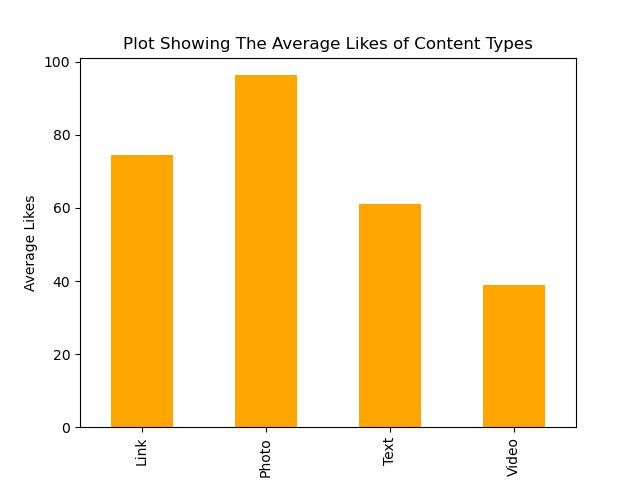 Plot Showing The Average Likes of Content Types
100
80
60
40
20
0
Average Likes
Link
Photo
Text
Video